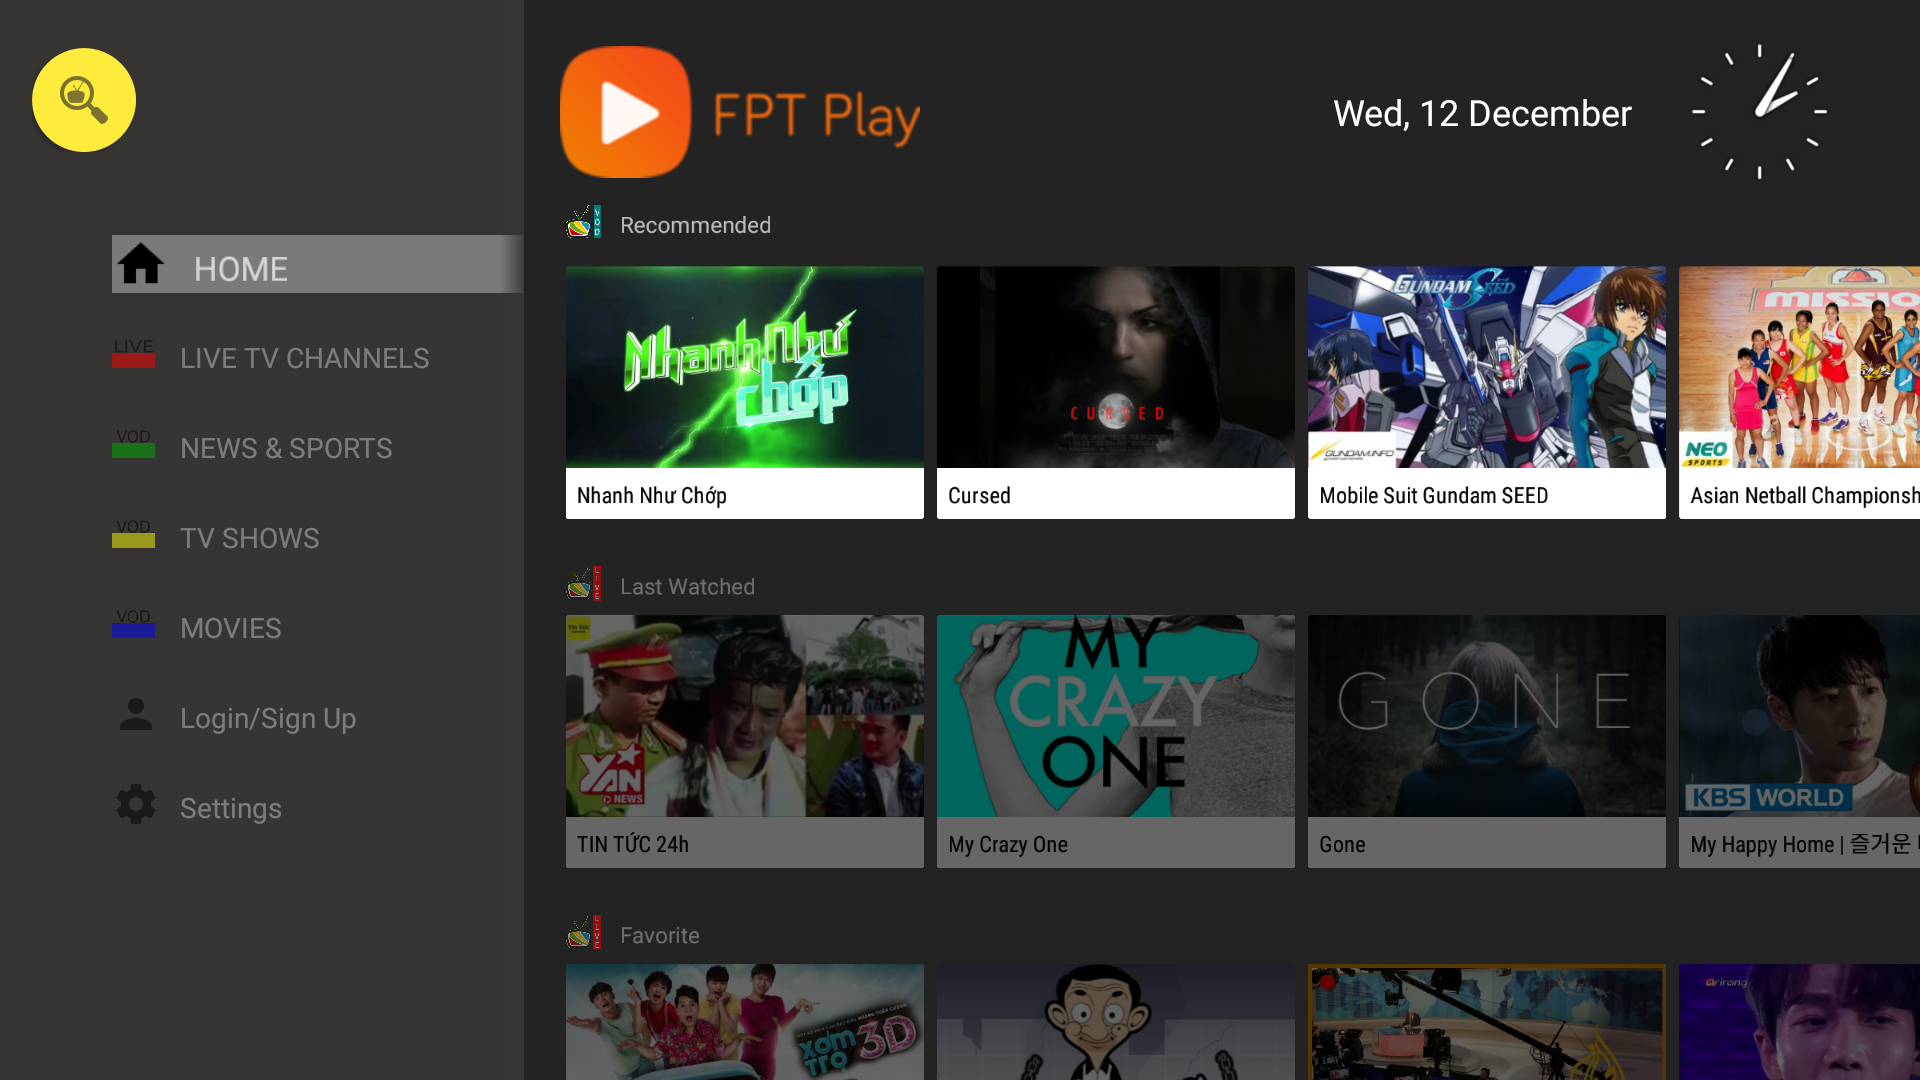 FPT Play
Wed, 12 December
HOME
LIVE
LIVE TV CHANNELS
VOD
NEWS & SPORTS
VOD
TV SHOWS
VOD
MOVIES
Login/Sign Up
Settings
VOD
Recommended
Nhanh Như
chớp
CURSED
GUNDAM SEED
GUNDAM.INFO
MISSIO
NEO
SPORTS
Nhanh Như Chớp
Cursed
Mobile Suit Gundam SEED
Asian Netball Championsh
LIVE
Last Watched
Tin Tức
YAN
NEWS
MY
CRAZY
ONE
GONE
KBS WORLD
TIN TỨC 24h
My Crazy One
Gone
My Happy Home | 즐거운
LIVE
Favorite
XÓM
TRỌ
3D
arirang